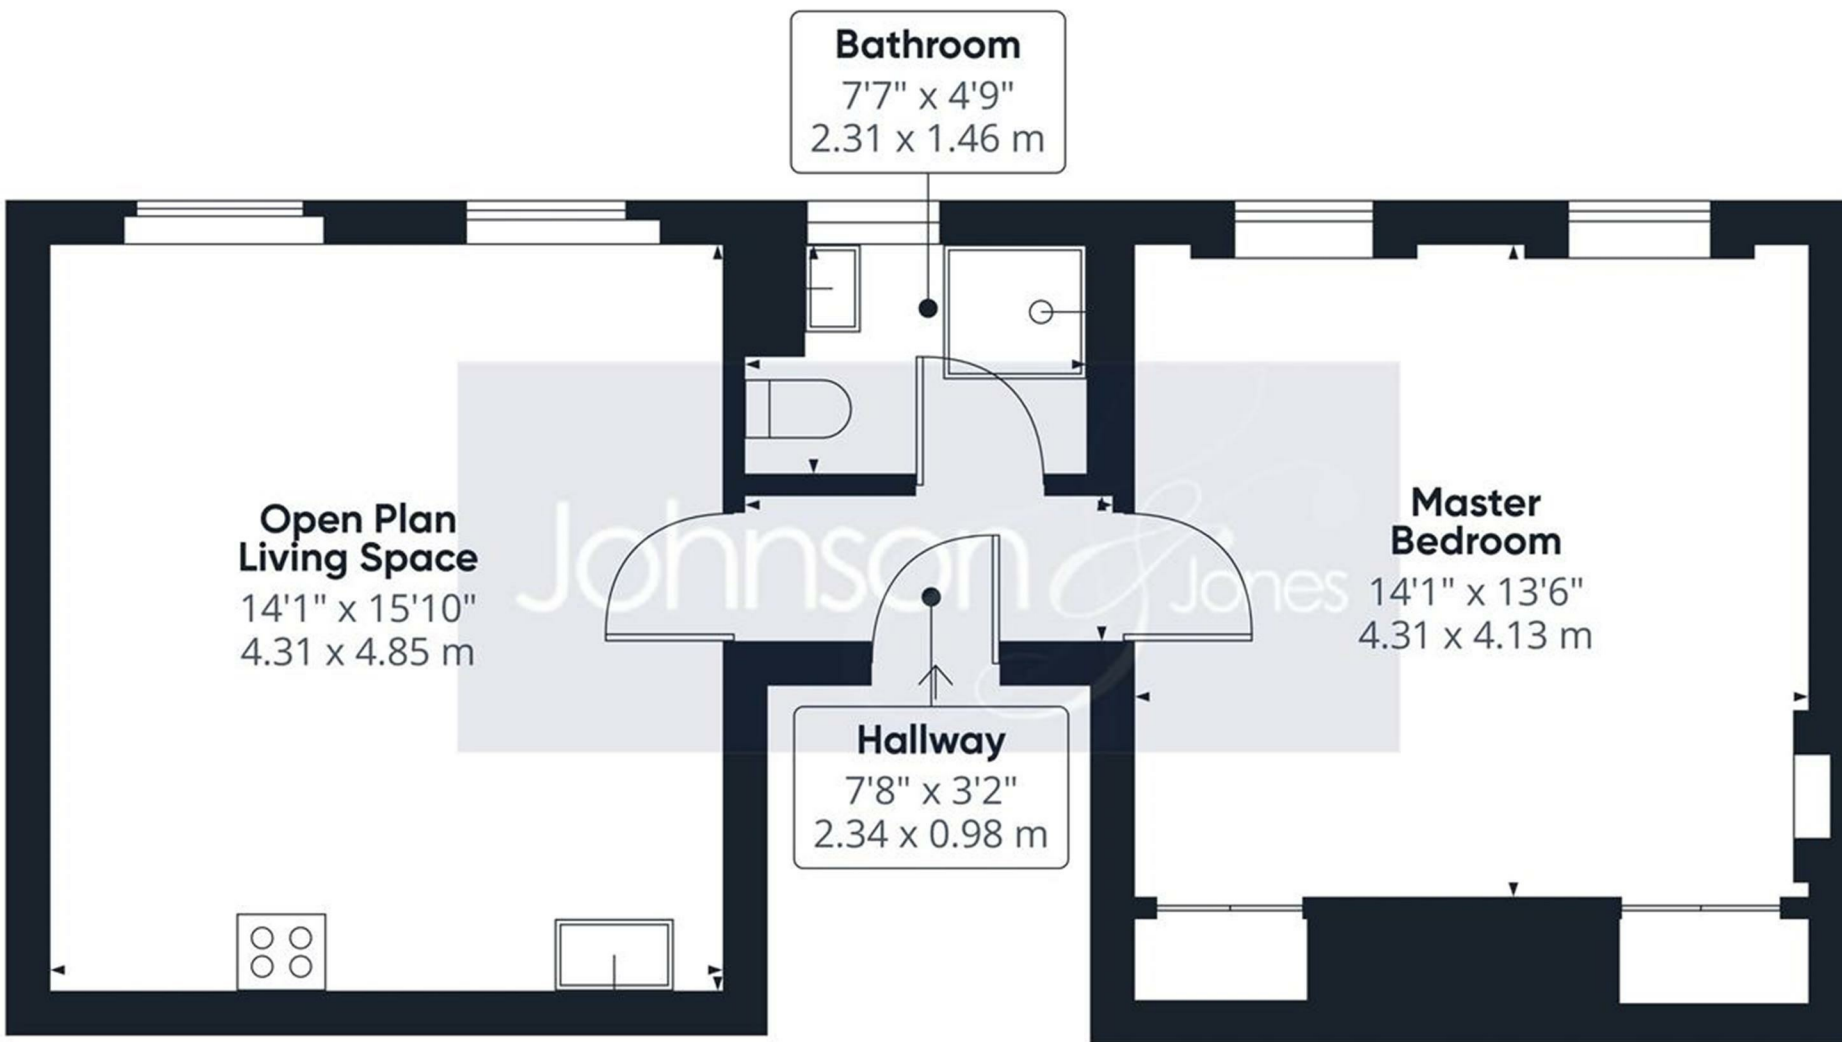 Bathroom
7'7" x 4'9"
2.31 x 1.46 m
Open Plan
Living Space
14'1" x 15'10"
4.31 x 4.85 m
Johnson & Jones
Master
Bedroom
14'1" x 13'6"
4.31 x 4.13 m
Hallway
7'8" x 3'2"
2.34 x 0.98 m